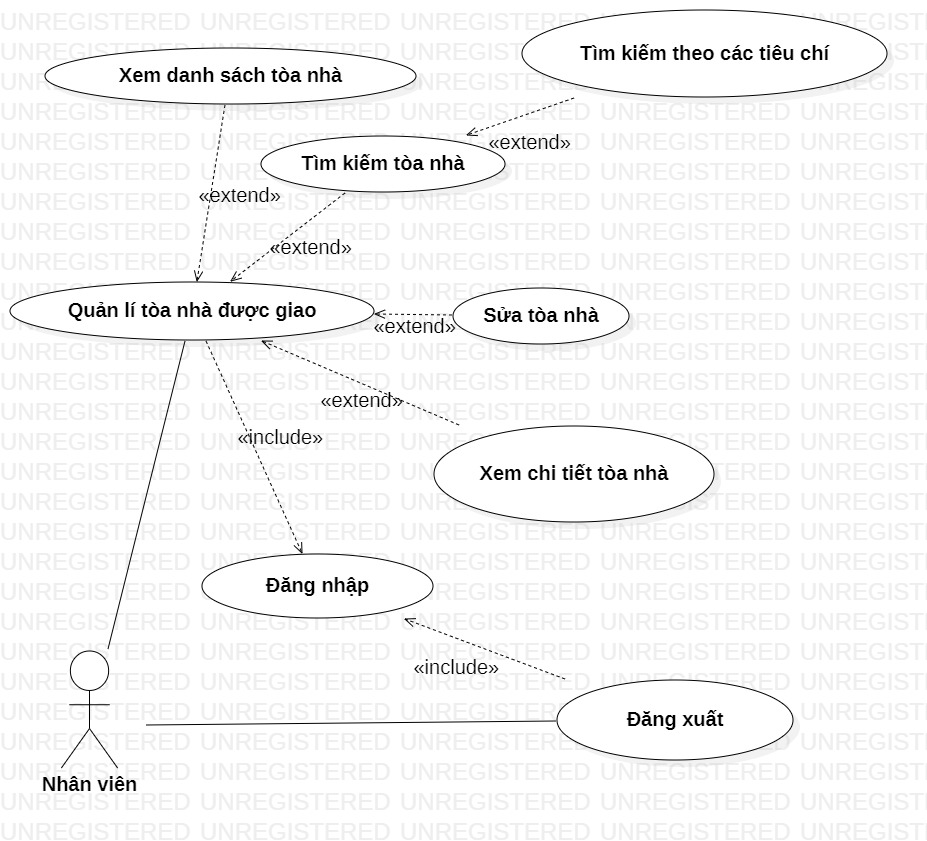 Tìm kiếm theo các tiêu chí
Xem danh sách tòa nhà
«extend»
Tìm kiếm tòa nhà
«extend»
«extend»
Quản lí tòa nhà được giao
Sửa tòa nhà
«extend»
«extend»
«include»
Xem chi tiết tòa nhà
Đăng nhập
«include»
Đăng xuất
Nhân viên
UNREGISTERED